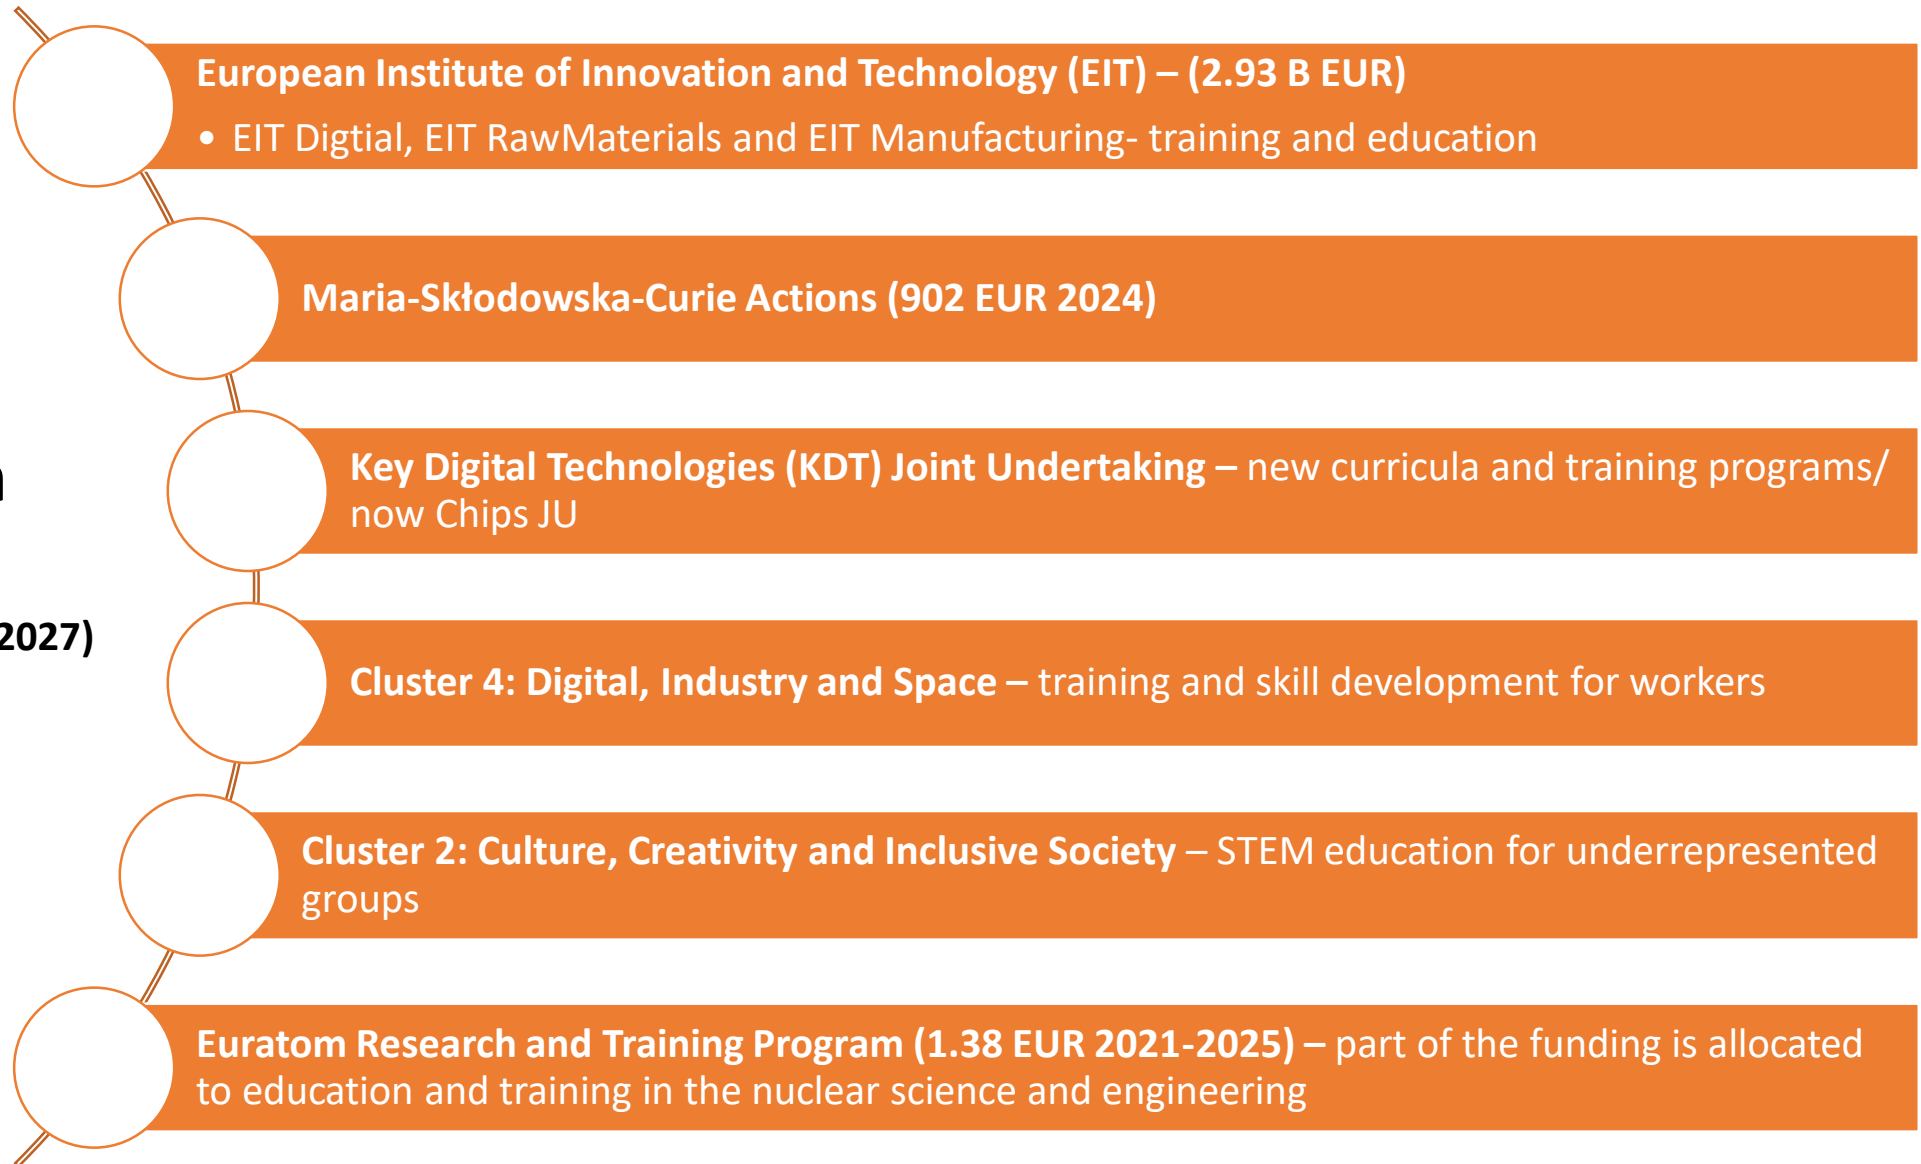 European Institute of Innovation and Technology (EIT) – (2.93 B EUR)
• EIT Digtial, EIT RawMaterials and EIT Manufacturing- training and education
Maria-Skłodowska-Curie Actions (902 EUR 2024)
Key Digital Technologies (KDT) Joint Undertaking – new curricula and training programs/
now Chips JU
2027)
Cluster 4: Digital, Industry and Space – training and skill development for workers
Cluster 2: Culture, Creativity and Inclusive Society – STEM education for underrepresented
groups
Euratom Research and Training Program (1.38 EUR 2021-2025) – part of the funding is allocated
to education and training in the nuclear science and engineering